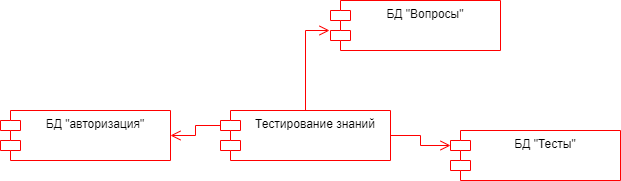 БД "Вопросы"
БД "авторизация"
Тестирование знаний
БД "Тесты"